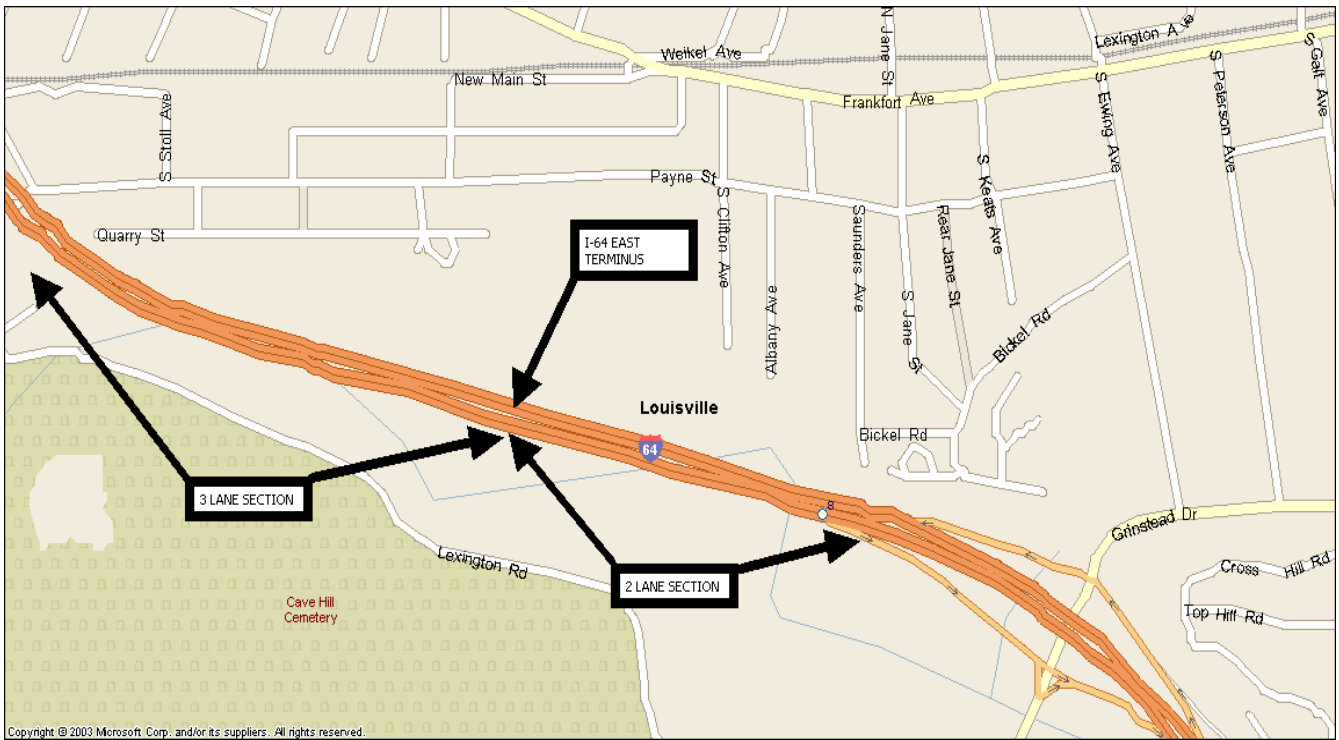 Weikel Ave
N Jane St
Lexington A ve
S Galt Ave
New Main St
Frankfort Ave
S Stoll Ave
S Ewing Ave
S Peterson Ave
Payne St
S Keats Ave
S Clifton Ave
Saunders Ave
Rear Jane St
Quarry St
I-64 EAST
TERMINUS
Albany Ave
S Jane St
Bickel Rd
Louisville
Bickel Rd
64
3 LANE SECTION
8
Grinstead Dr
Lexington Rd
2 LANE SECTION
Cross Hill Rd
Cave Hill
Cemetery
Top Hill Rd
Copyright © 2003 Microsoft Corp. and/or its suppliers. All rights reserved.